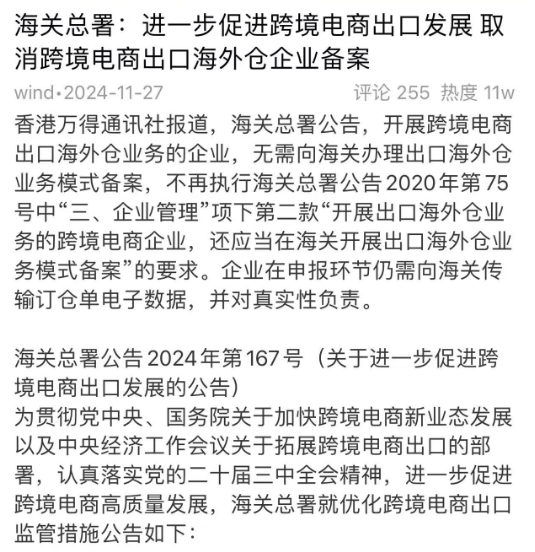 海关总署：进一步促进跨境电商出口发展 取
消跨境电商出口海外仓企业备案
wind•2024-11-27 评论 255 热度 11w
香港万得通讯社报道，海关总署公告，开展跨境电商
出口海外仓业务的企业，无需向海关办理出口海外仓
业务模式备案，不再执行海关总署公告2020年第75
号中“三、企业管理”项下第二款“开展出口海外仓业
务的跨境电商企业，还应当在海关开展出口海外仓业
务模式备案”的要求。企业在申报环节仍需向海关传
输订仓单电子数据，并对真实性负责。
海关总署公告2024年第167号（关于进一步促进跨
境电商出口发展的公告）
为贯彻党中央、国务院关于加快跨境电商新业态发展
以及中央经济工作会议关于拓展跨境电商出口的部
署，认真落实党的二十届三中全会精神，进一步促进
跨境电商高质量发展，海关总署就优化跨境电商出口
监管措施公告如下：